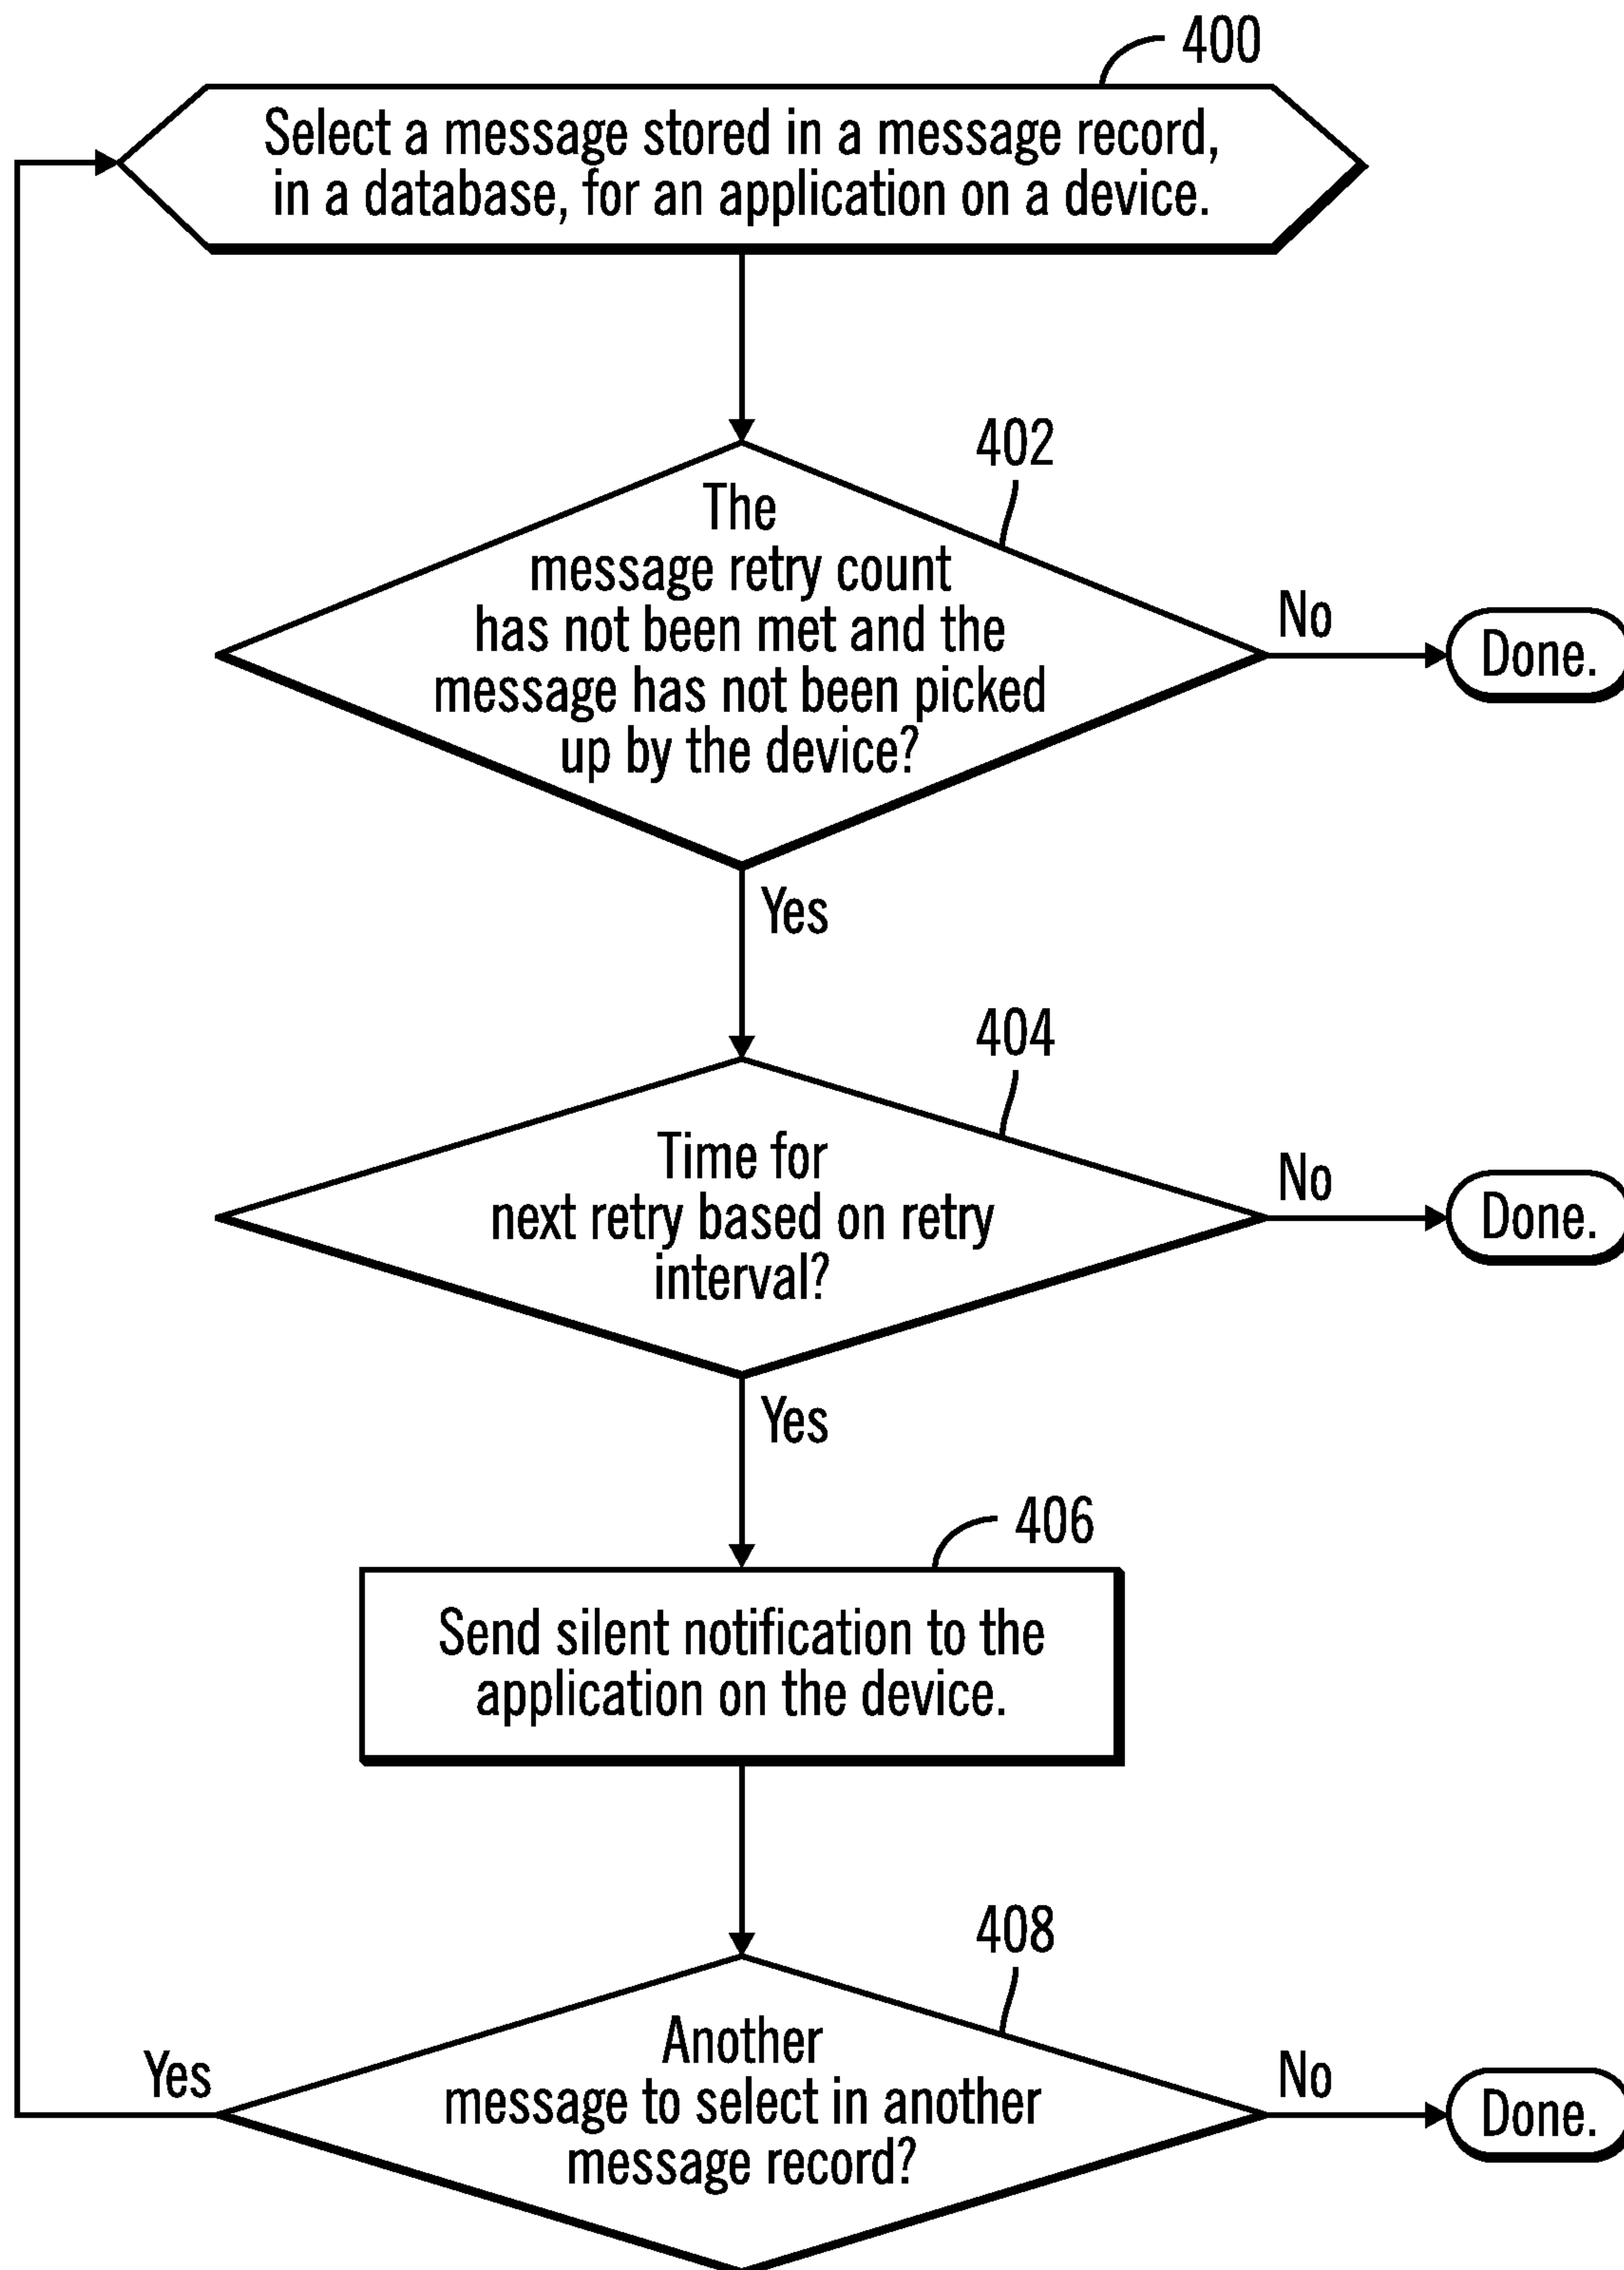 400
Select a message stored in a message record,
in a database, for an application on a device.
402
The
message retry count
has not been met and the
message has not been picked
up by the device?
No
Done.
Yes
404
Time for
next retry based on retry
interval?
No
Done.
Yes
406
Send silent notification to the
application on the device.
408
Another
message to select in another
message record?
Yes
No
Done.